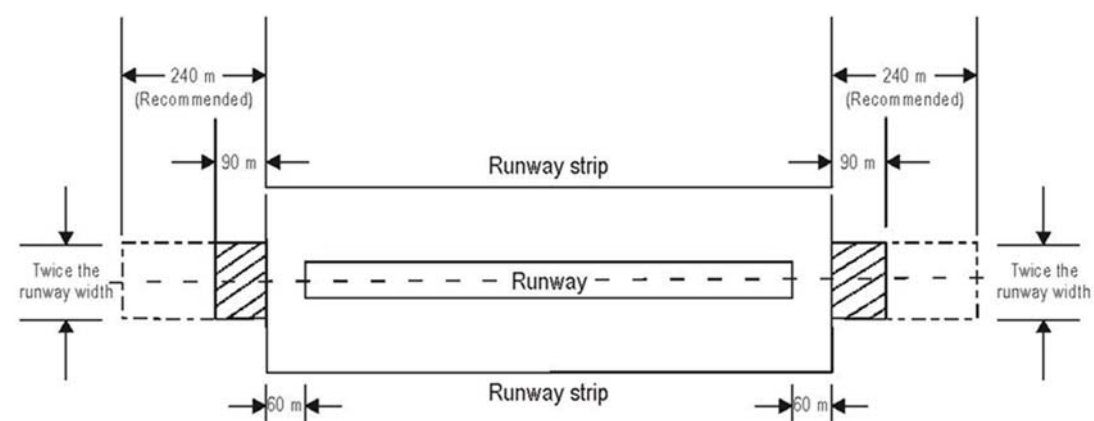 240 m
(Recommended)
240 m
(Recommended)
90 m
Runway strip
90 m
Twice the
runway width
Runway
Twice the
runway width
Runway strip
60 m
60 m